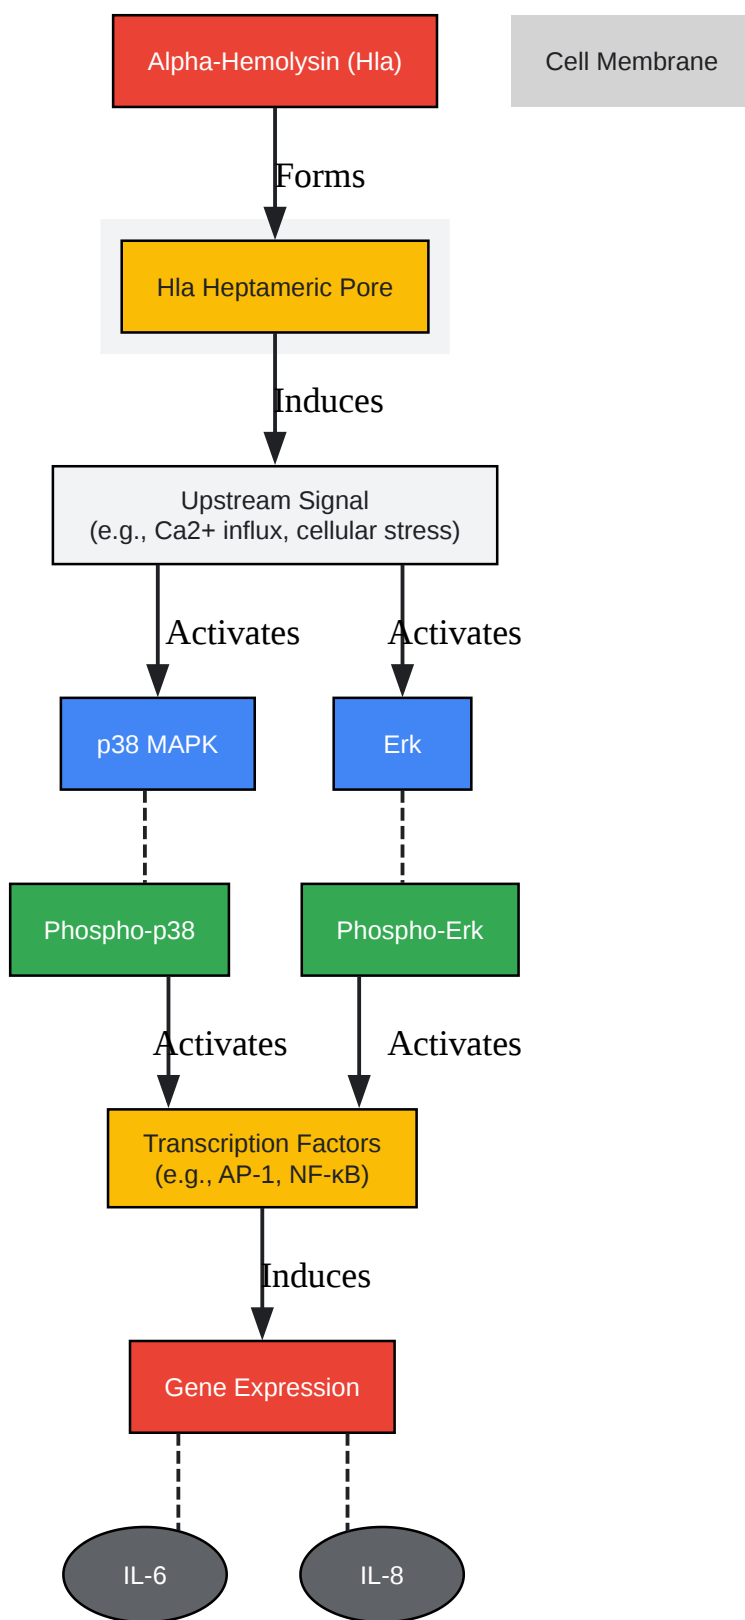 Alpha-Hemolysin (Hla)
Cell Membrane
Forms
Hla Heptameric Pore
Induces
Upstream Signal
(e.g., Ca2+ influx, cellular stress)
Activates
Activates
p38 MAPK
Erk
Phospho-p38
Phospho-Erk
Activates
Activates
Transcription Factors
(e.g., AP-1, NF-κB)
Induces
Gene Expression
IL-6
IL-8